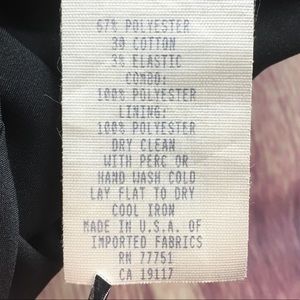 67% POLYESTER
30 COTTON
3% ELASTIC
COMBO:
100% POLYESTER
LINING:
100% POLYESTER
DRY CLEAN
WITH PERC OR
HAND WASH COLD
LAY FLAT TO DRY
COOL IRON
MADE IN U.S.A. OF
IMPORTED FABRICS
RN 77751
CA 19117